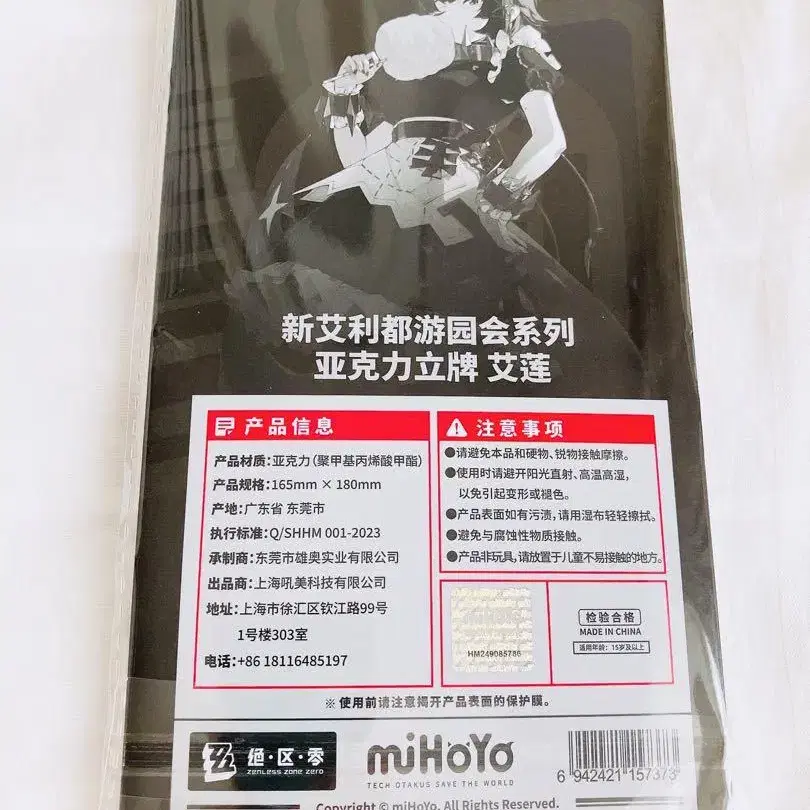 新艾利都游园会系列
亚克力立牌 艾莲
产品信息
产品材质:亚克力(聚甲基丙烯酸甲酯)
产品规格:165mm × 180mm
产地:广东省 东莞市
执行标准:Q/SHHM 001-2023
承制商:东莞市雄奥实业有限公司
出品商:上海吼美科技有限公司
地址:上海市徐汇区钦江路99号
1号楼303室
电话:+86 18116485197
注意事项
●请避免本品和硬物、锐物接触摩擦。
●使用时请避开阳光直射、高温高湿,
以免引起变形或褪色。
●产品表面如有污渍,请用湿布轻轻擦拭。
●避免与腐蚀性物质接触。
●产品非玩具,请放置于儿童不易接触的地方。
HM249085786
检验合格
MADE IN CHINA
适用年龄:15岁及以上
※ 使用前请注意揭开产品表面的保护膜。
绝·区·零
ZENLESS ZONE ZERO
miHoYo
TECH OTAKUS SAVE THE WORLD
6 942421 157373
Copyright © miHoYo. All Rights Reserved.